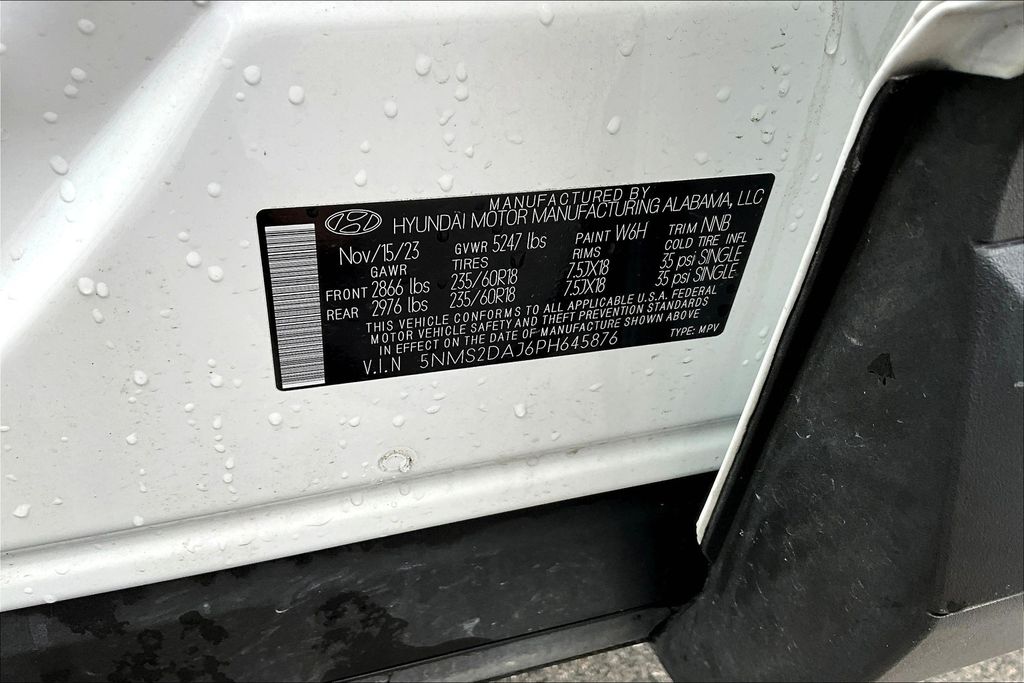 MANUFACTURED BY
HYUNDAI MOTOR MANUFACTURING ALABAMA, LLC
Nov/15/23 GVWR 5247 lbs PAINT W6H TRIM NNB
GAWR TIRES RIMS COLD TIRE INFL
FRONT 2866 lbs 235/60R18 7.5JX18 35 psi SINGLE
REAR 2976 lbs 235/60R18 7.5JX18 35 psi SINGLE
THIS VEHICLE CONFORMS TO ALL APPLICABLE U.S.A. FEDERAL
MOTOR VEHICLE SAFETY AND THEFT PREVENTION STANDARDS
IN EFFECT ON THE DATE OF MANUFACTURE SHOWN ABOVE
V.I.N 5NMS2DAJ6PH645876 TYPE: MPV